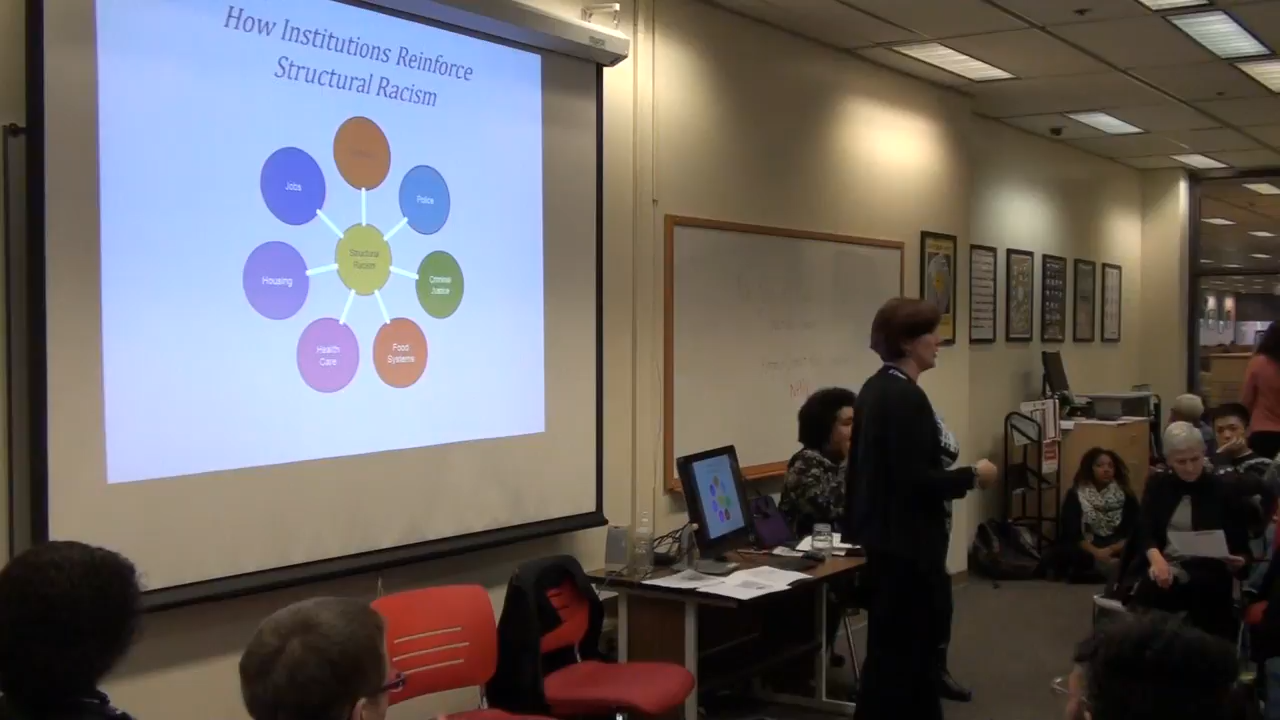 How Institutions Reinforce
Structural Racism
Jobs
Police
Structural
Racism
Housing
Criminal
Justice
Health
Care
Food
Systems